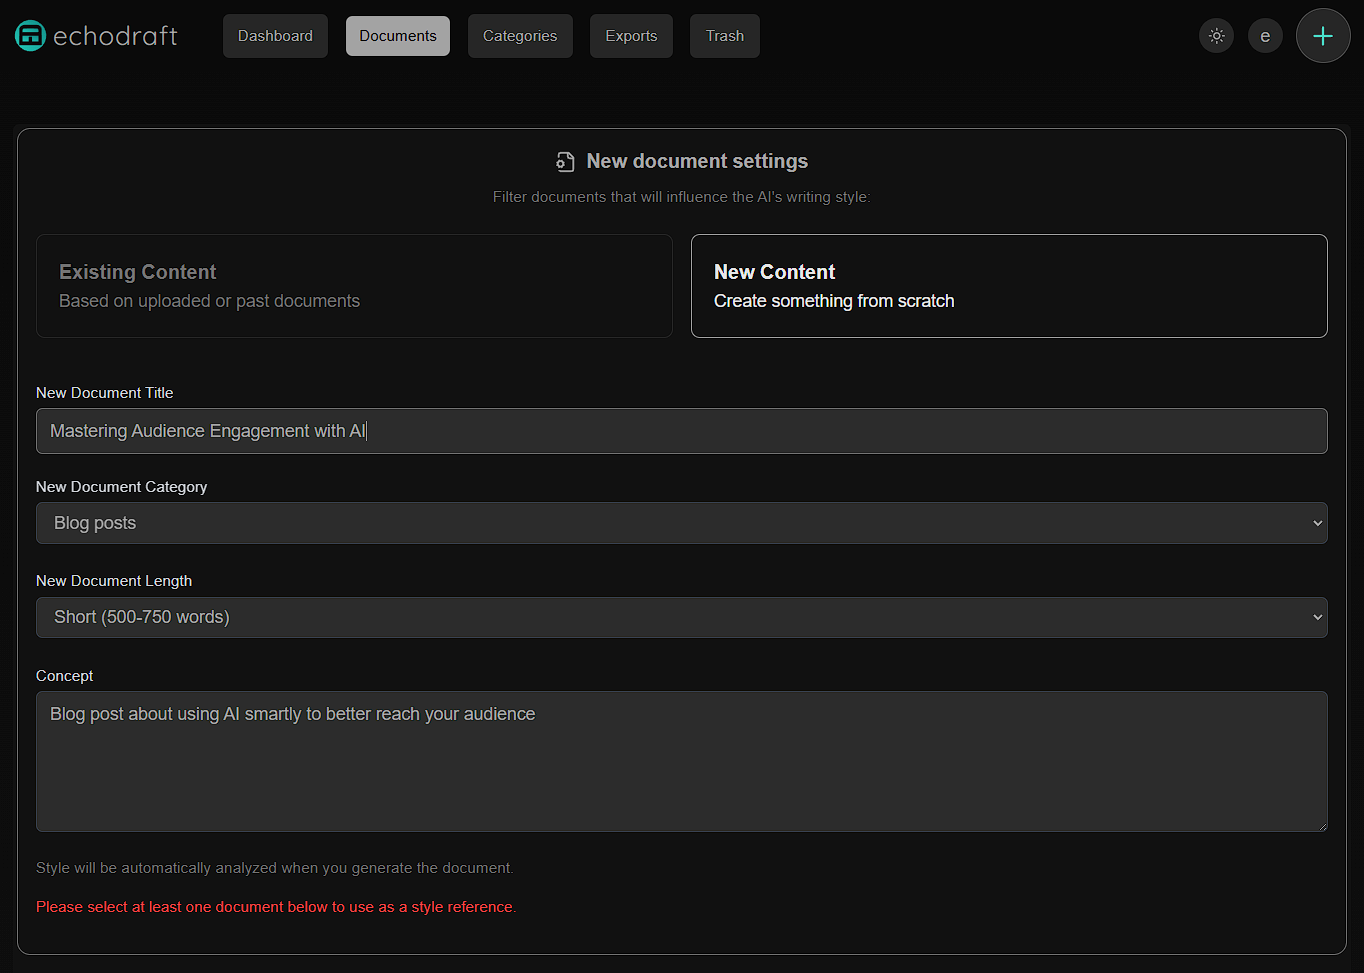 echodraft
Dashboard
Documents
Categories
Exports
Trash
e
New document settings
Filter documents that will influence the AI's writing style:
Existing Content
Based on uploaded or past documents
New Content
Create something from scratch
New Document Title
Mastering Audience Engagement with AI
New Document Category
Blog posts
New Document Length
Short (500-750 words)
Concept
Blog post about using AI smartly to better reach your audience
Style will be automatically analyzed when you generate the document.
Please select at least one document below to use as a style reference.